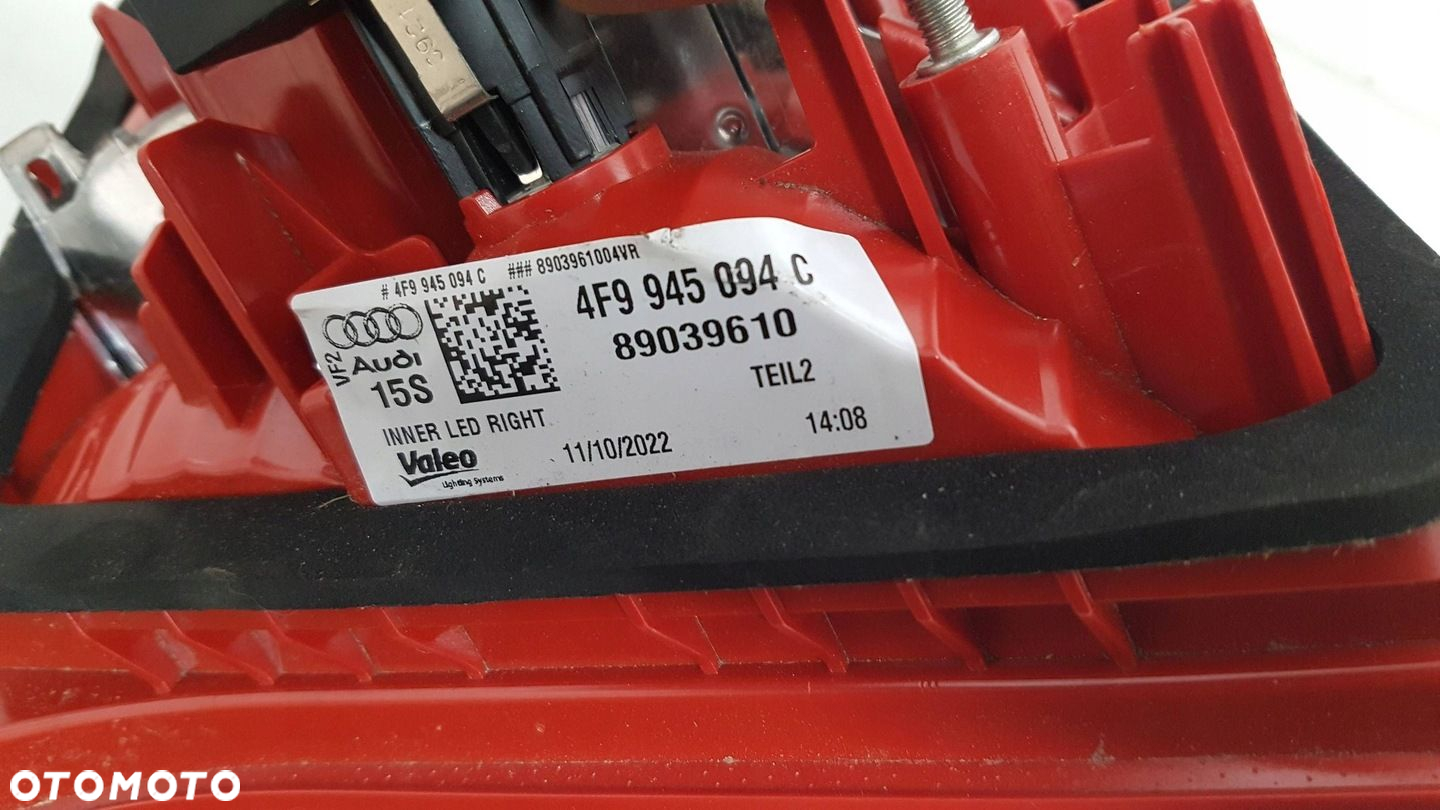 6921
# 4F9 945 094 C ### 8903961004VR
4F9 945 094 C
89039610
VF2
Audi
15S
TEIL2
INNER LED RIGHT
14:08
Valeo
11/10/2022
Lighting Systems
OTOMOTO